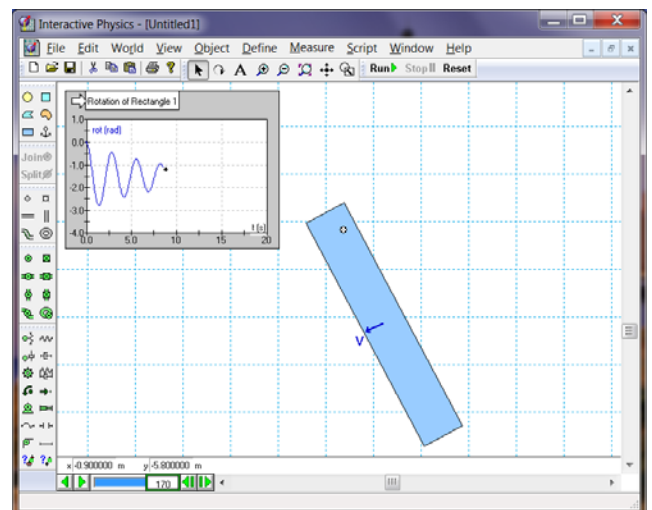 Interactive Physics - [Untitled1]
File Edit World View Object Define Measure Script Window Help
A Run Stop Reset
Rotation of Rectangle 1
1.0
rot (rad)
0.0
-1.0
-2.0
-4.0
t (s)
0.0 5.0 10 15 20
Join
Split
V
x -0.900000 m y -5.800000 m
170